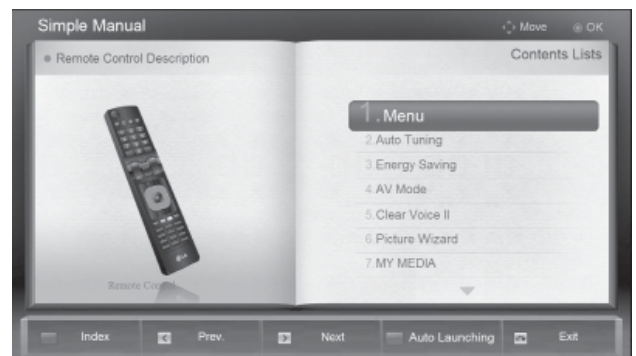 Simple Manual
Move OK
Remote Control Description
Contents Lists
1. Menu
2. Auto Tuning
3. Energy Saving
4. AV Mode
5. Clear Voice II
6. Picture Wizard
7. MY MEDIA
LG
Remote Control
Index Prev. Next Auto Launching Exit